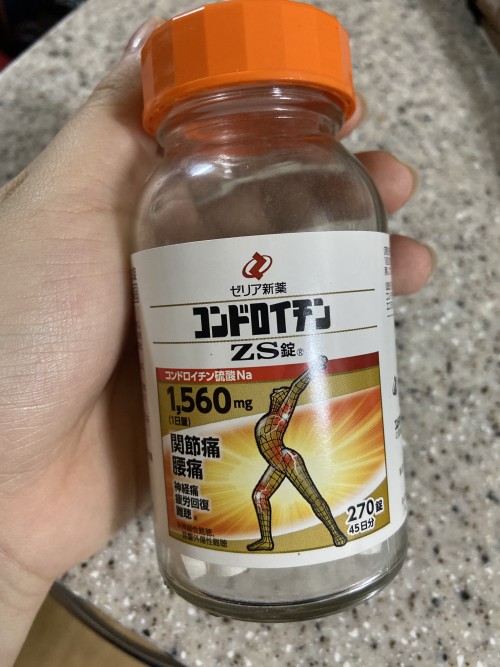 ゼリア新薬
コンドロイチン
ZS錠®
コンドロイチン硫酸Na
1,560mg
(1日量)
関節痛
腰痛
神経痛
疲労回復
難聴
270錠
45日分